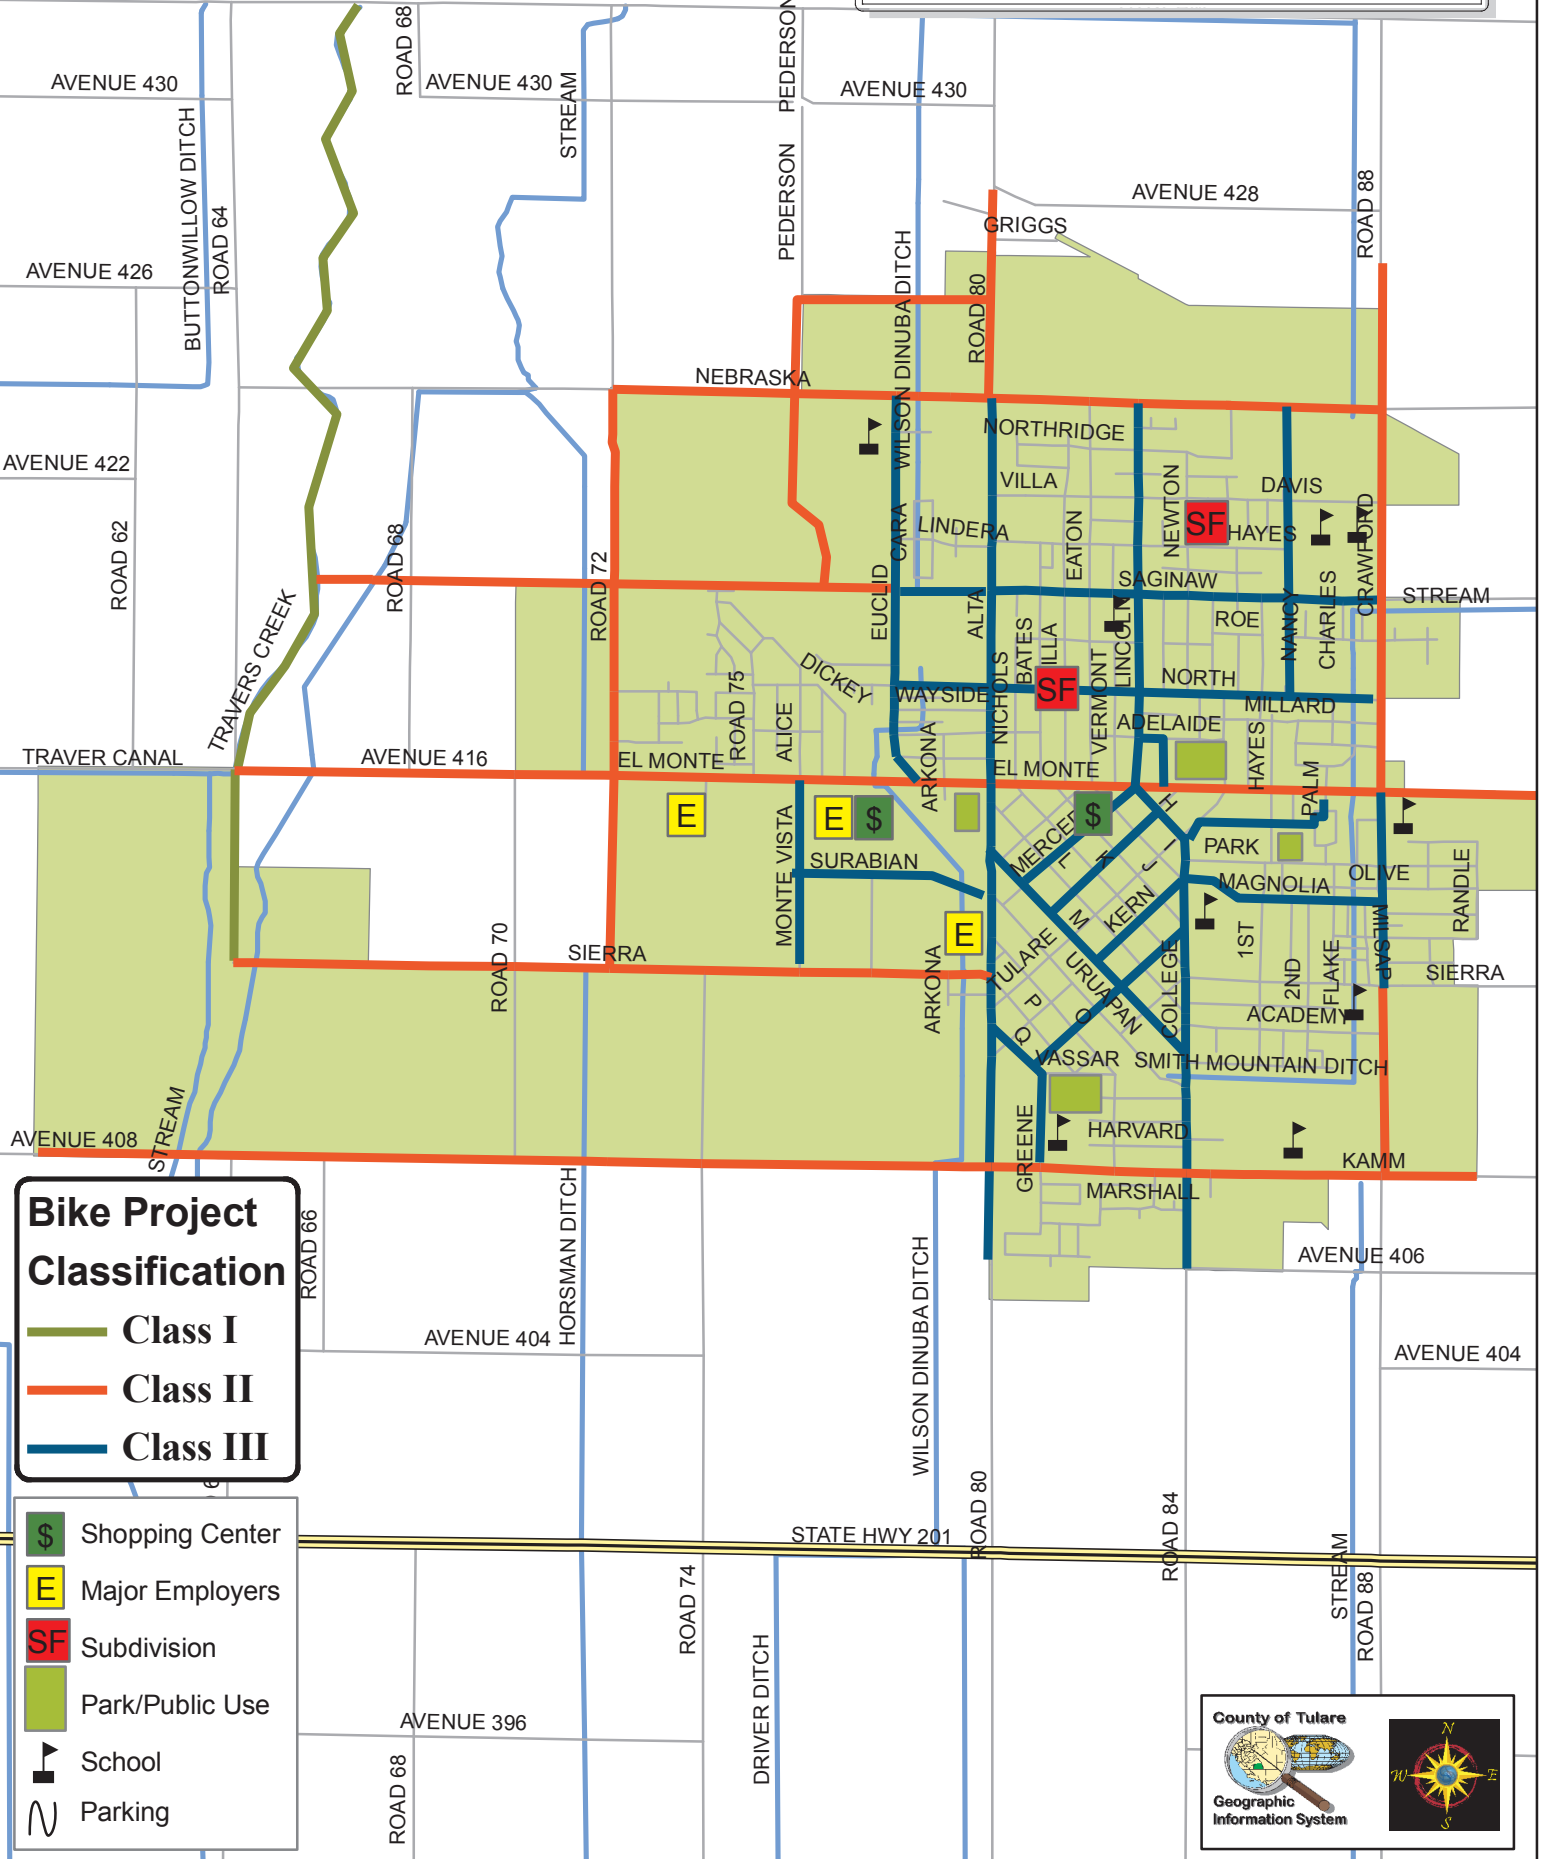 ROAD 68
PEDERSON
AVENUE 430
AVENUE 430
AVENUE 430
STREAM
BUTTONWILLOW DITCH
ROAD 64
PEDERSON
AVENUE 428
ROAD 88
GRIGGS
AVENUE 426
WILSON DINUBA DITCH
ROAD 80
NEBRASKA
NORTHRIDGE
AVENUE 422
VILLA
DAVIS
NEWTON
SF
HAYES
CRAWFORD
CARA
LINDERA
EATON
ROAD 62
ROAD 68
ROAD 72
EUCLID
ALTA
SAGINAW
STREAM
TRAVERS CREEK
ROE
NANCY
CHARLES
BATES
ILLA
LINCOLN
DICKEY
WAYSIDE
NICHOLS
SF
VERMONT
NORTH
MILLARD
ROAD 75
ALICE
ARKONA
ADELAIDE
HAYES
TRAVER CANAL
AVENUE 416
EL MONTE
EL MONTE
PALM
E
E
$
$
MERCED
H
I
J
K
L
M
PARK
MONTE VISTA
SURABIAN
MAGNOLIA
OLIVE
RANDLE
KERN
E
MILSAP
1ST
2ND
FLAKE
SIERRA
SIERRA
ROAD 70
ARKONA
TULARE
URUAPAN
COLLEGE
P
O
Q
ACADEMY
VASSAR
SMITH MOUNTAIN DITCH
STREAM
AVENUE 408
GREENE
HARVARD
KAMM
MARSHALL
Bike Project
Classification
Class I
Class II
Class III
ROAD 66
HORSMAN DITCH
WILSON DINUBA DITCH
AVENUE 406
AVENUE 404
AVENUE 404
ROAD 80
ROAD 84
STATE HWY 201
STREAM
ROAD 88
ROAD 74
DRIVER DITCH
AVENUE 396
ROAD 68
$ Shopping Center
E Major Employers
SF Subdivision
Park/Public Use
School
Parking
County of Tulare
Geographic
Information System
N
W E
S